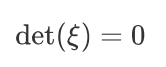 det(ξ) = 0